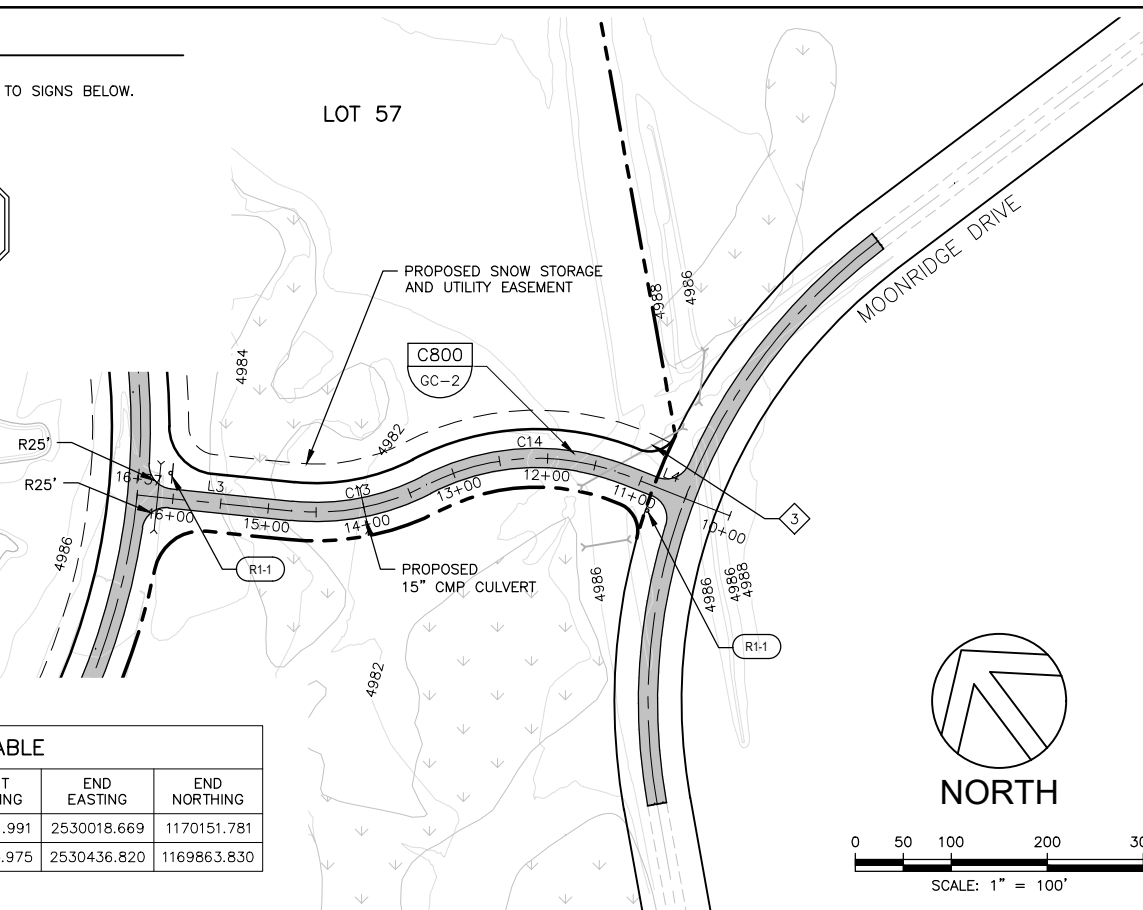 TO SIGNS BELOW.
LOT 57
PROPOSED SNOW STORAGE
AND UTILITY EASEMENT
4988
4986
MOONRIDGE DRIVE
4984
C800
GC-2
4982
C14
R25'
R25'
16+57
L3
C13
L4
16+00
15+00
14+00
13+00
12+00
11+00
10+00
3
4986
R1-1
PROPOSED
15" CMP CULVERT
4986
4986
4986
4988
R1-1
4982
NORTH
ABLE
END
EASTING
END
NORTHING
.991
2530018.669
1170151.781
.975
2530436.820
1169863.830
0
50
100
200
SCALE: 1" = 100'